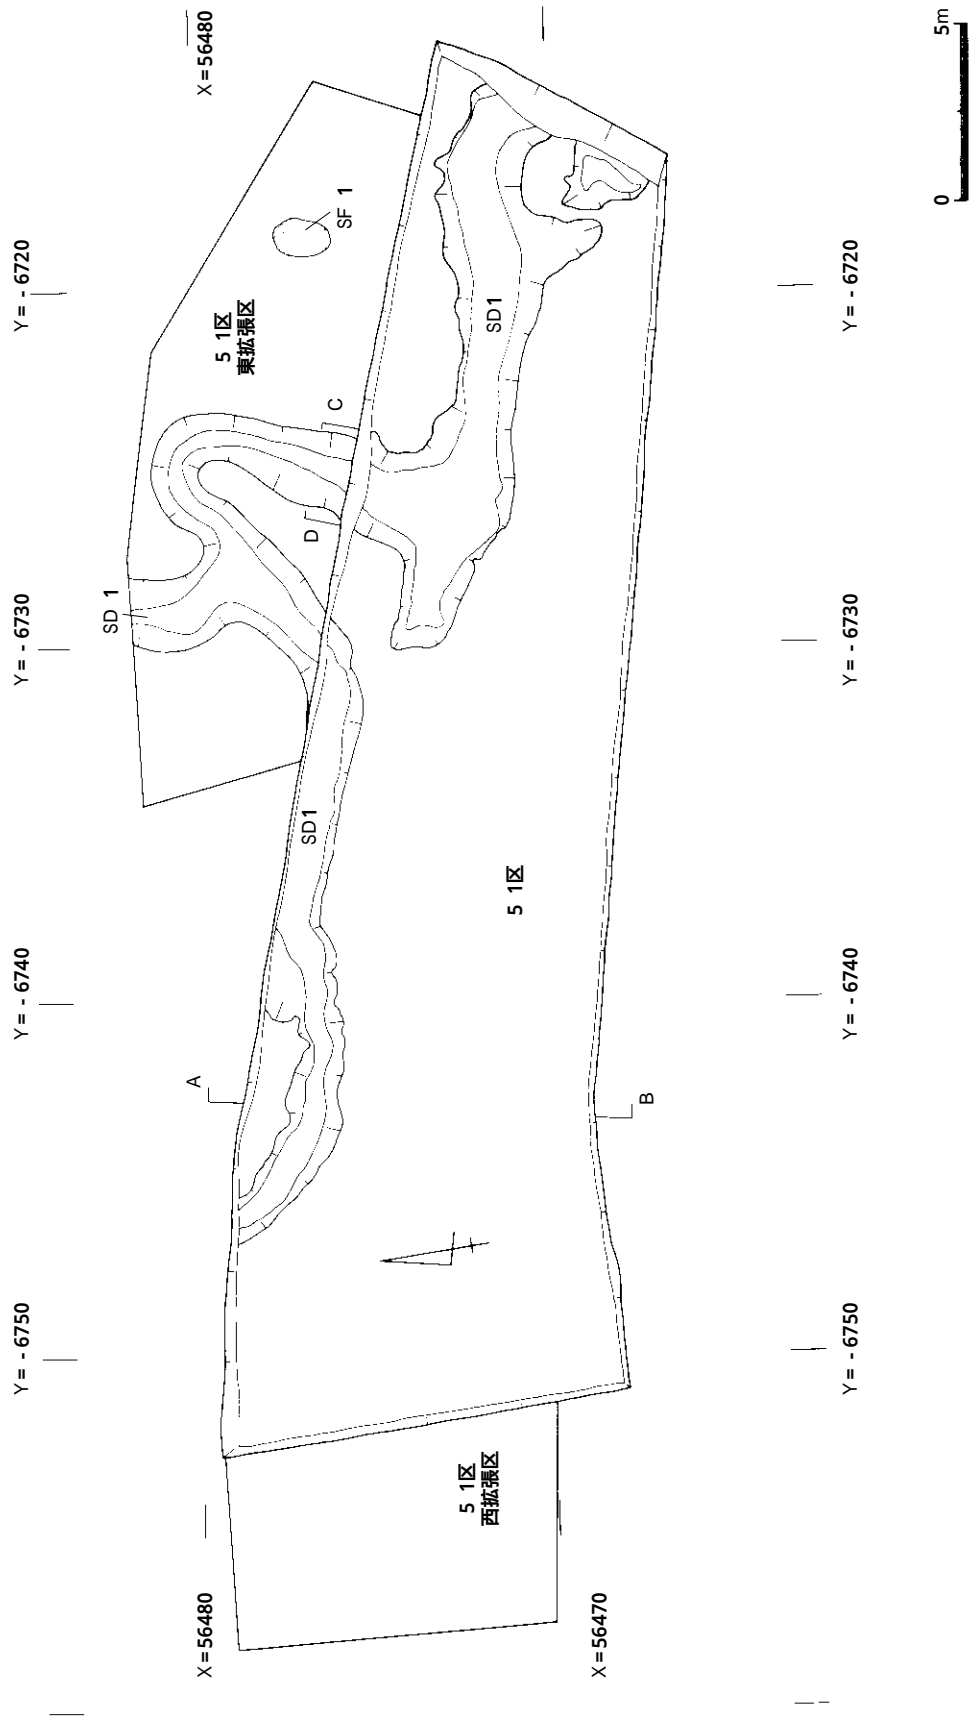 X=56480
Y= - 6720
Y= - 6730
Y= - 6740
Y= - 6750
5m
0
SF 1
5 1区
東拡張区
SD1
C
D
SD 1
SD1
5 1区
A
B
5 1区
西拡張区
X=56480
X=56470
Y= - 6720
Y= - 6730
Y= - 6740
Y= - 6750